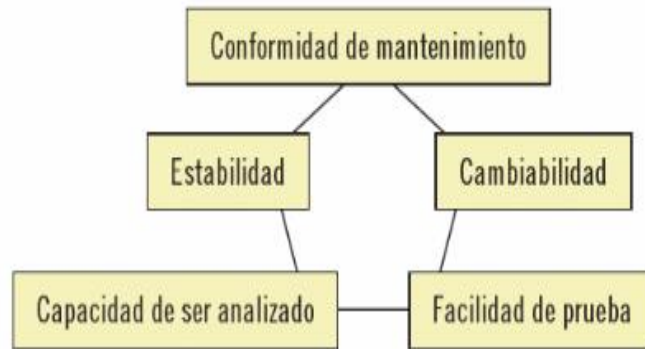 Conformidad de mantenimiento
Estabilidad
Cambiabilidad
Capacidad de ser analizado
Facilidad de prueba